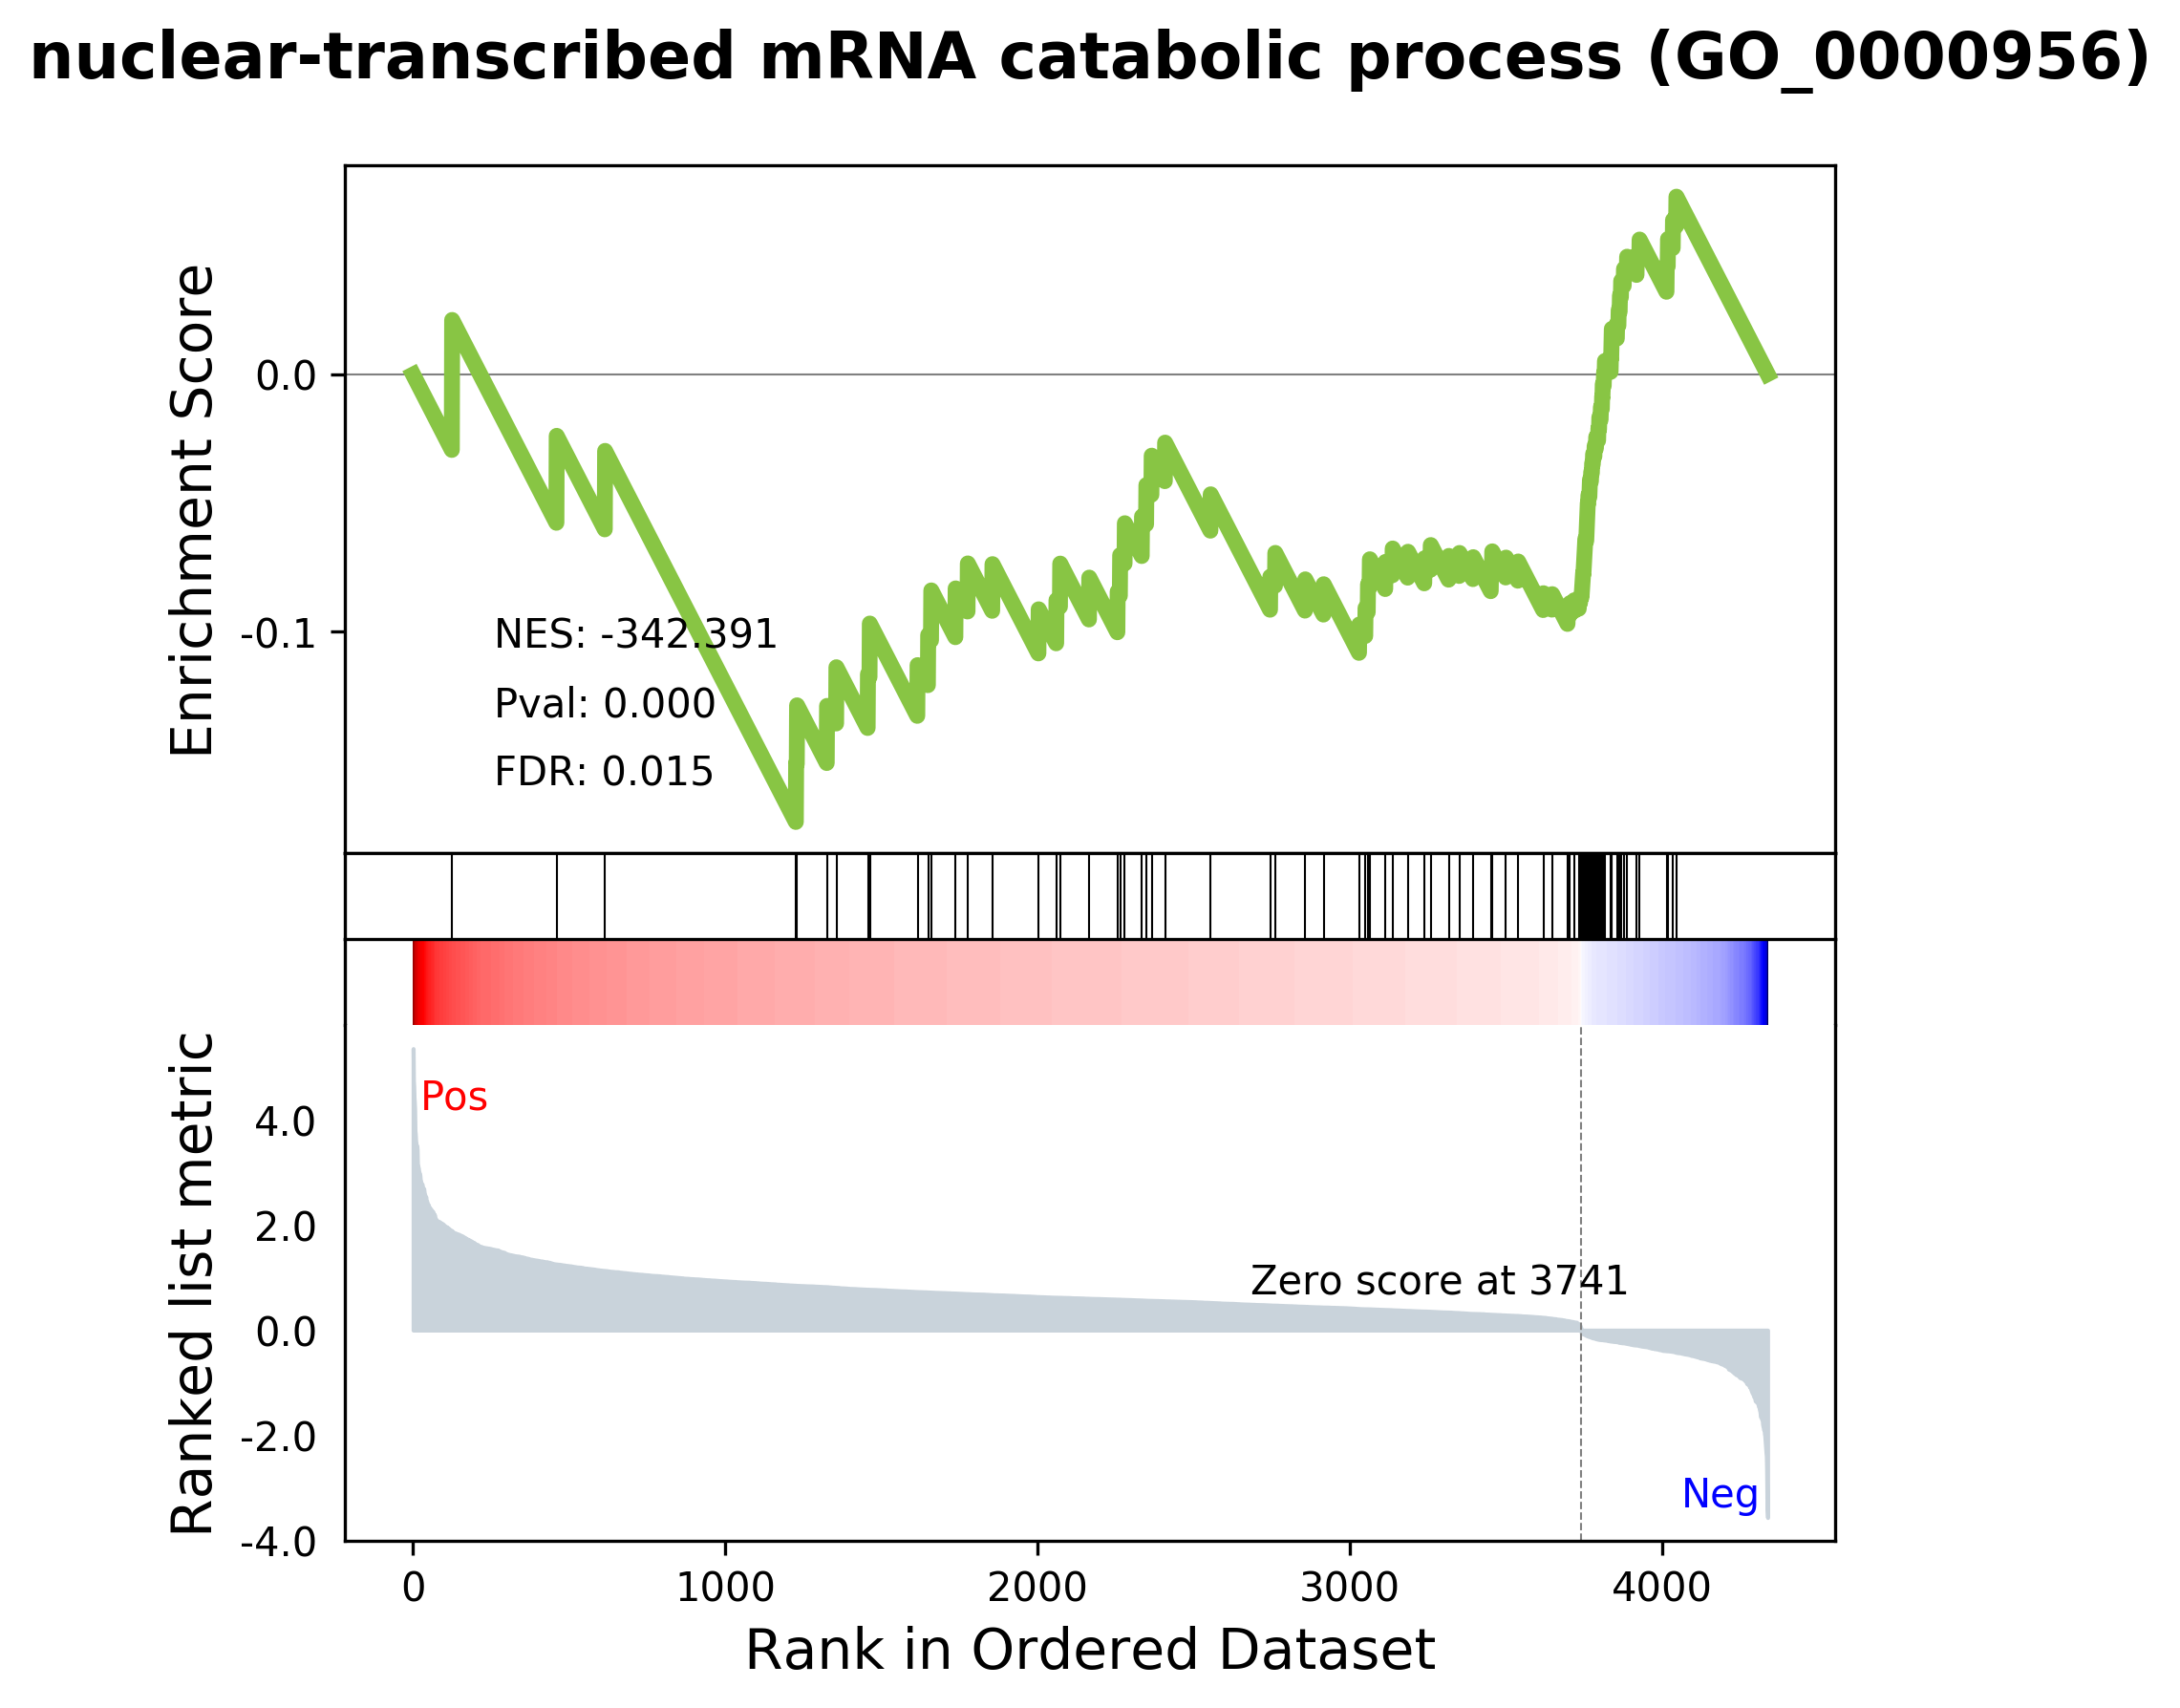 nuclear-transcribed mRNA catabolic process (GO_0000956)
Enrichment Score
0.0
-0.1
NES: -342.391
Pval: 0.000
FDR: 0.015
Ranked list metric
Pos
4.0
2.0
Zero score at 3741
0.0
-2.0
Neg
-4.0
0 1000 2000 3000 4000
Rank in Ordered Dataset